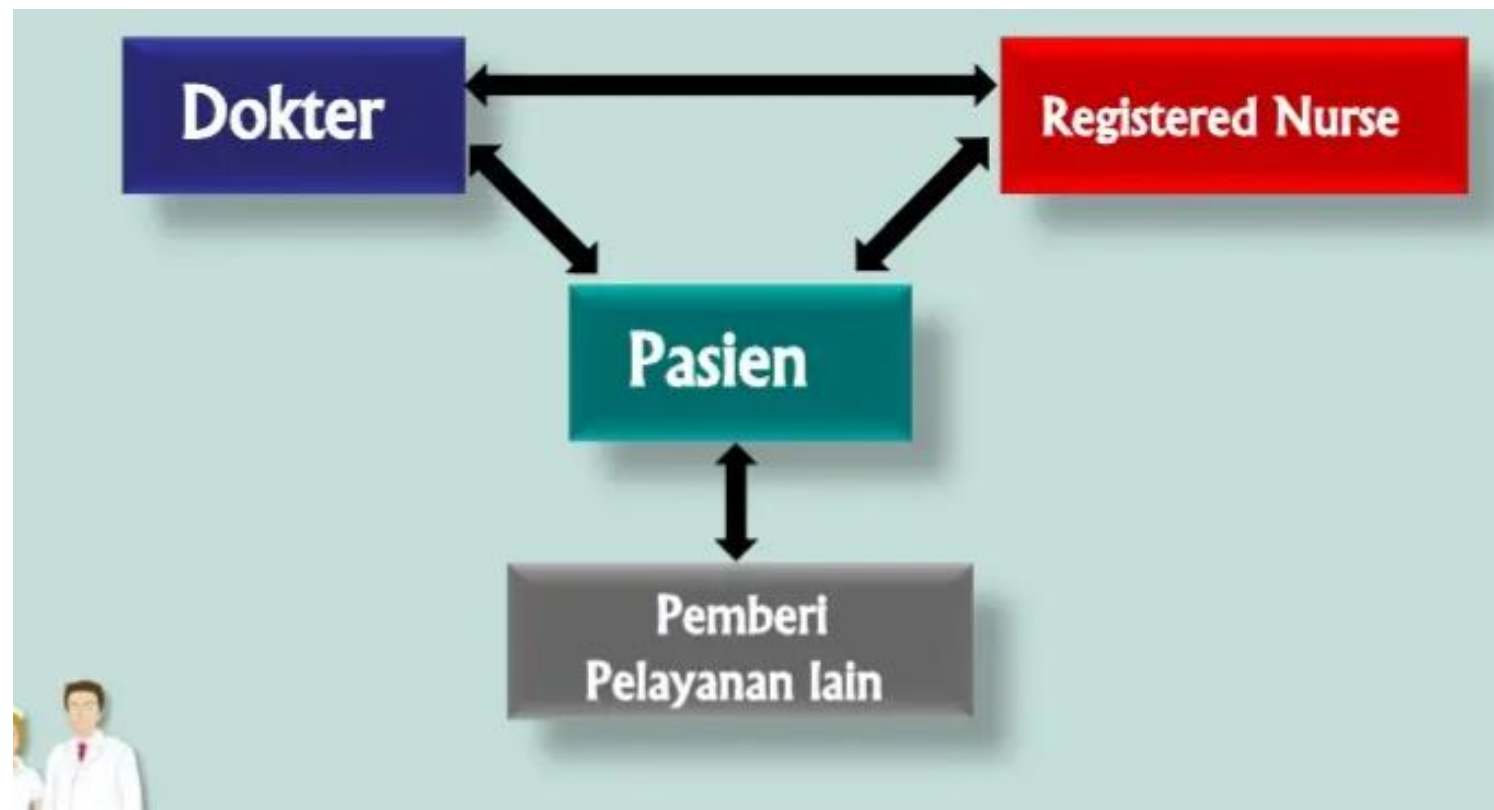 Dokter
Registered Nurse
Pasien
Pemberi
Pelayanan lain